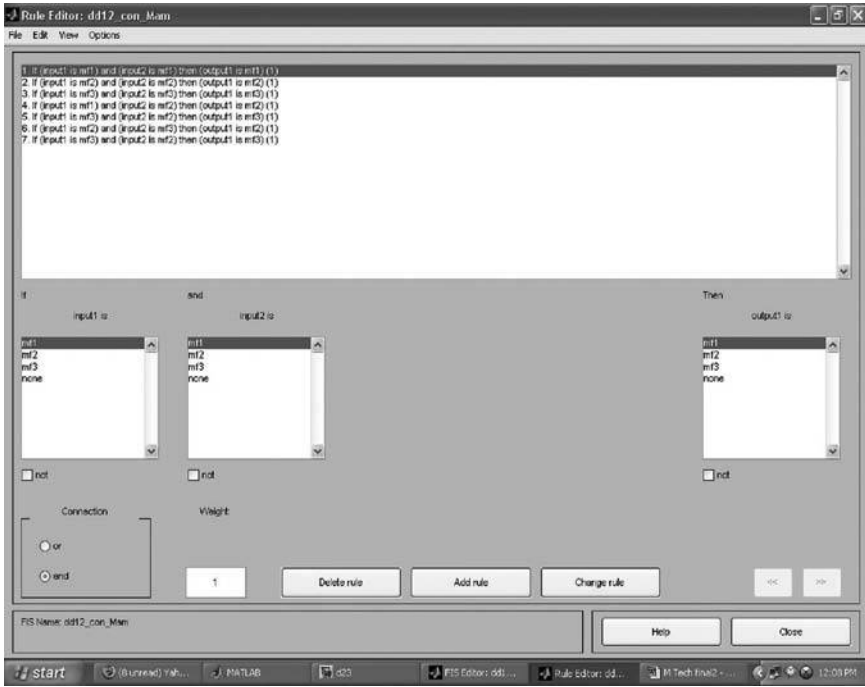 Rule Editor: dd12_con_Mam
File Edit View Options
1. If (input1 is mf1) and (input2 is mf1) then (output1 is mf1) (1)
2. If (input1 is mf2) and (input2 is mf2) then (output1 is mf2) (1)
3. If (input1 is mf3) and (input2 is mf3) then (output1 is mf3) (1)
4. If (input1 is mf1) and (input2 is mf2) then (output1 is mf2) (1)
5. If (input1 is mf3) and (input2 is mf2) then (output1 is mf3) (1)
6. If (input1 is mf2) and (input2 is mf3) then (output1 is mf2) (1)
7. If (input1 is mf3) and (input2 is mf2) then (output1 is mf3) (1)
If and Then
input1 is input2 is output1 is
mf1 mf1 mf1
mf2 mf2 mf2
mf3 mf3 mf3
none none none
not not not
Connection Weight:
or
and 1 Delete rule Add rule Change rule << >>
FIS Name: dd12_con_Mam Help Close
start (8 unread) Yah... MATLAB d23 FIS Editor: dd1... Rule Editor: dd... M Tech final2 - ... 12:08 PM